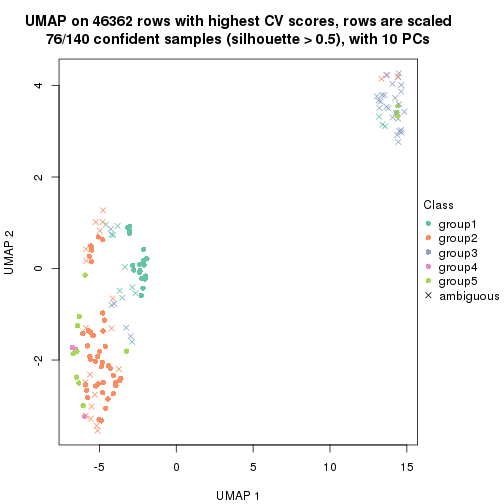 UMAP on 46362 rows with highest CV scores, rows are scaled
76/140 confident samples (silhouette > 0.5), with 10 PCs
4
2
0
-2
UMAP 2
-5
0
5
10
15
UMAP 1
Class
group1
group2
group3
group4
group5
ambiguous